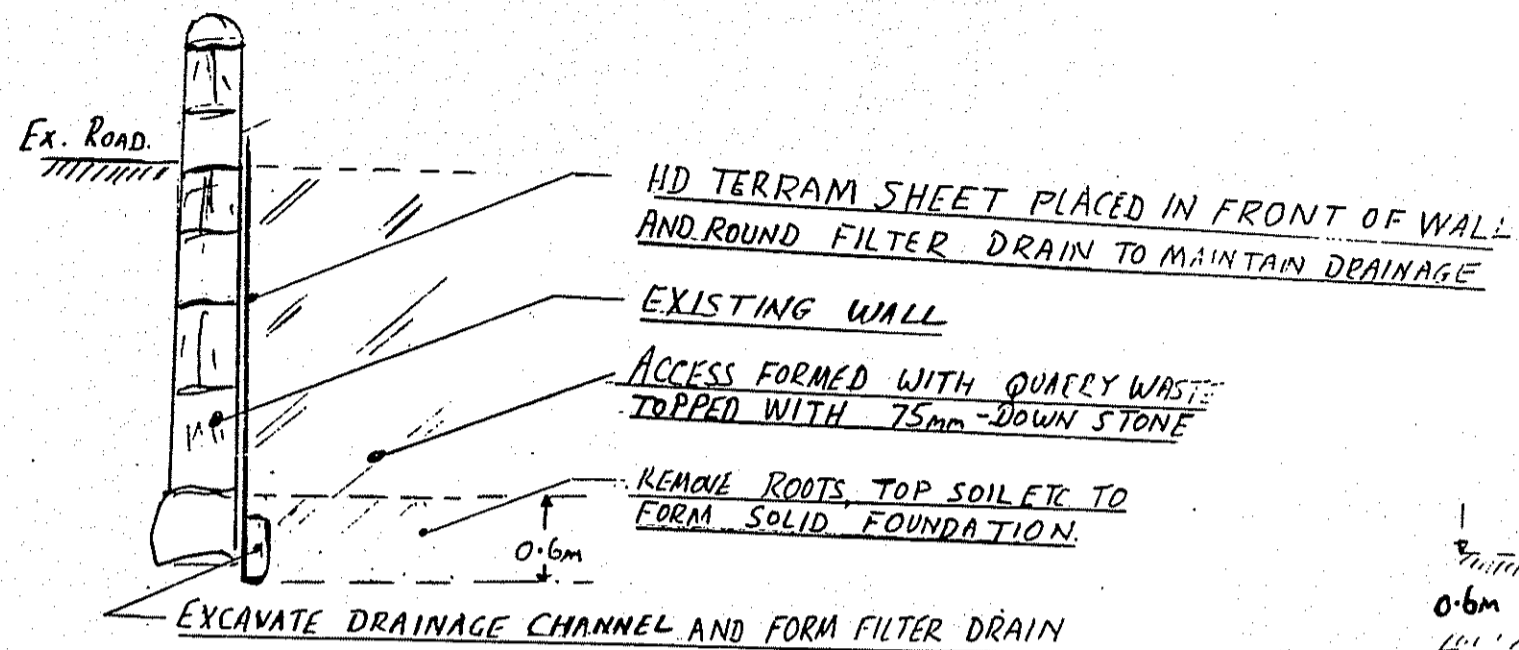 Ex. ROAD.
HD TERRAM SHEET PLACED IN FRONT OF WALL
AND ROUND FILTER DRAIN TO MAINTAIN DRAINAGE
EXISTING WALL
ACCESS FORMED WITH QUARRY WASTE
TOPPED WITH 75mm-DOWN STONE
REMOVE ROOTS, TOP SOIL ETC TO
FORM SOLID FOUNDATION.
0.6m
0.6m
EXCAVATE DRAINAGE CHANNEL AND FORM FILTER DRAIN